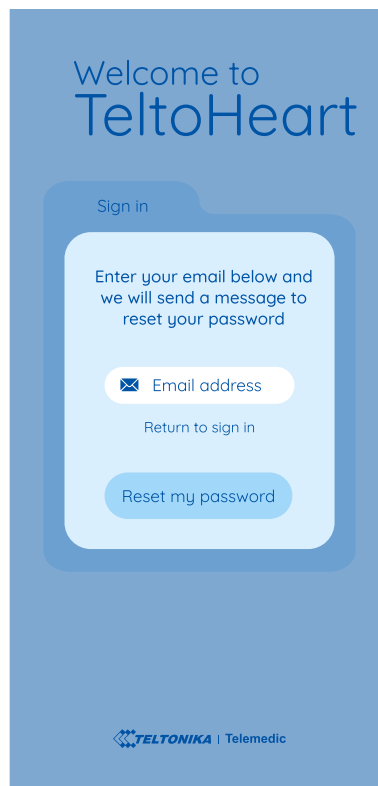 Welcome to
TeltoHeart
Sign in
Enter your email below and
we will send a message to
reset your password
Email address
Return to sign in
Reset my password
TELTONIKA | Telemedic